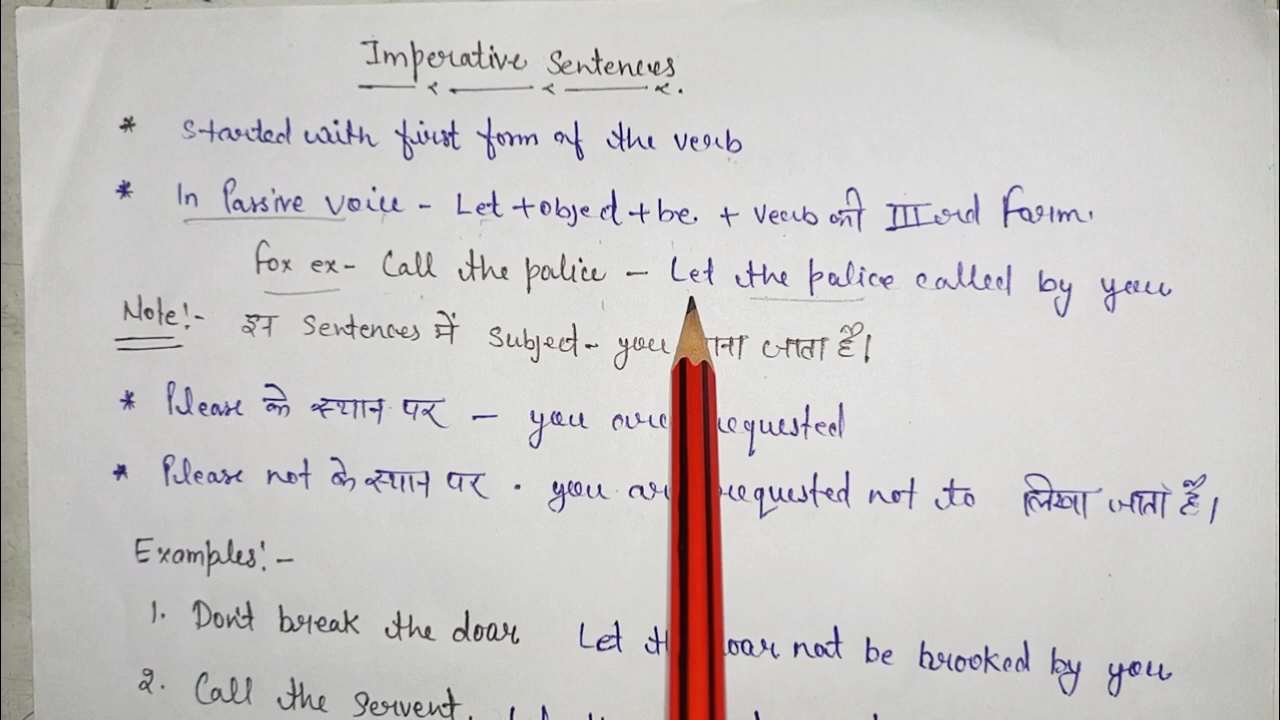 Imperative Sentences
* Started with first form of the verb
* In Passive voice - Let + object + be + verb की IIIrd Form.
for ex - Call the police - Let the police called by you
Note:- इन Sentences में Subject - you जाता है।
* Please के स्थान पर - you are requested
* Please not के स्थान पर . you are requested not to लिखा जाता है।
Examples:-
1. Don't break the door Let the door not be brooked by you
2. Call the servent.